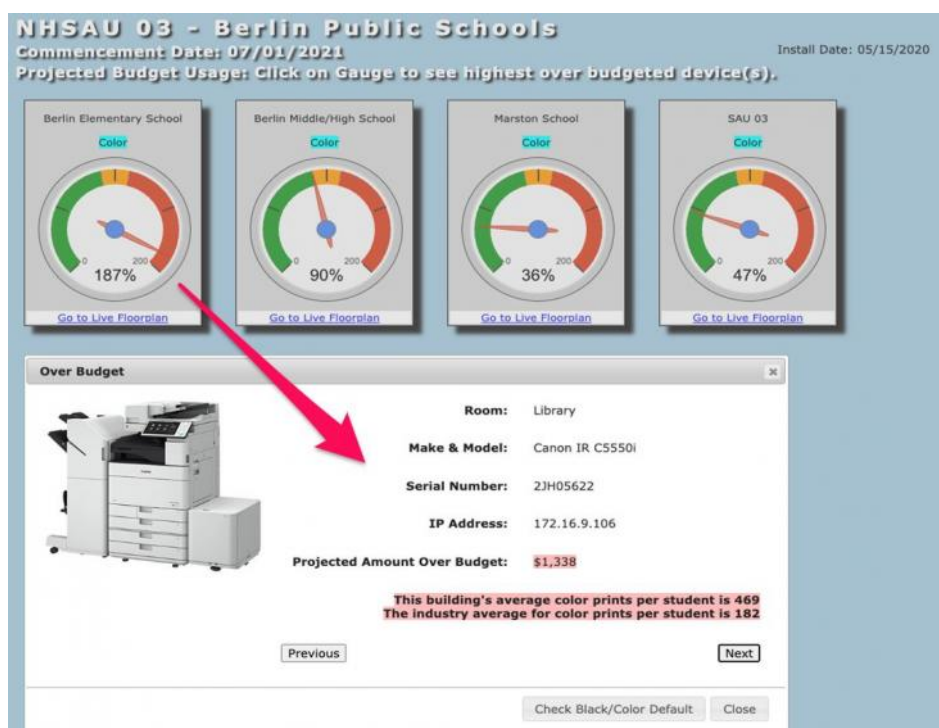 NHSAU 03 - Berlin Public Schools
Commencement Date: 07/01/2021
Install Date: 05/15/2020
Projected Budget Usage: Click on Gauge to see highest over budgeted device(s).
Berlin Elementary School
Color
0 200
187%
Go to Live Floorplan
Berlin Middle/High School
Color
0 200
90%
Go to Live Floorplan
Marston School
Color
0 200
36%
Go to Live Floorplan
SAU 03
Color
0 200
47%
Go to Live Floorplan
Over Budget
Room: Library
Make & Model: Canon IR C5550i
Serial Number: 2JH05622
IP Address: 172.16.9.106
Projected Amount Over Budget: $1,338
This building's average color prints per student is 469
The industry average for color prints per student is 182
Previous
Next
Check Black/Color Default
Close